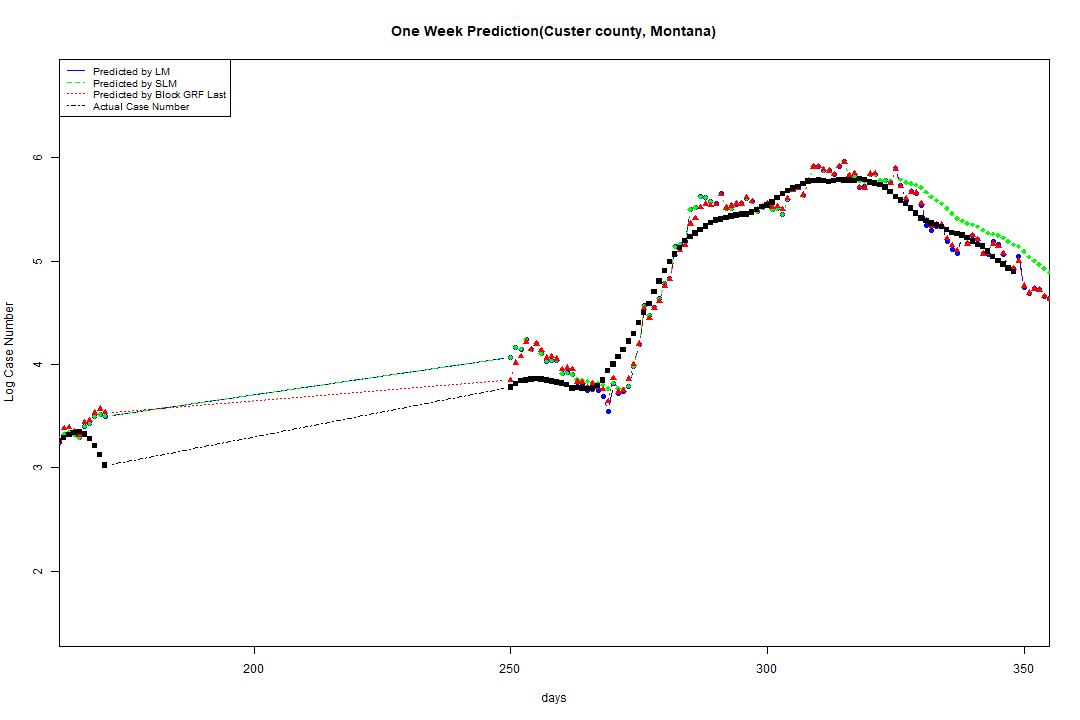 One Week Prediction(Custer county, Montana)
Predicted by LM
Predicted by SLM
Predicted by Block GRF Last
Actual Case Number
6
5
4
3
2
Log Case Number
200
250
300
350
days